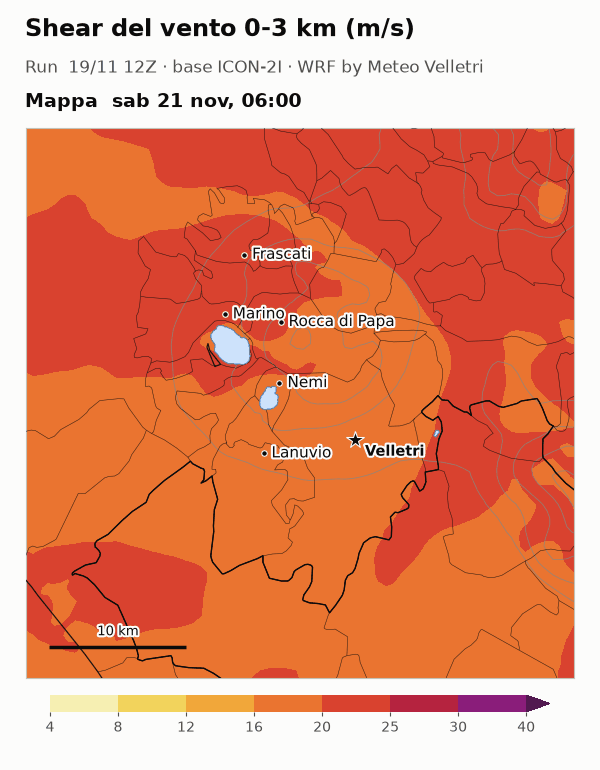 Shear del vento 0-3 km (m/s)
Run  19/11 12Z · base ICON-2I · WRF by Meteo Velletri
Mappa  sab 21 nov, 06:00
Frascati
Marino
Rocca di Papa
Nemi
Velletri
Lanuvio
10 km
4 8 12 16 20 25 30 40